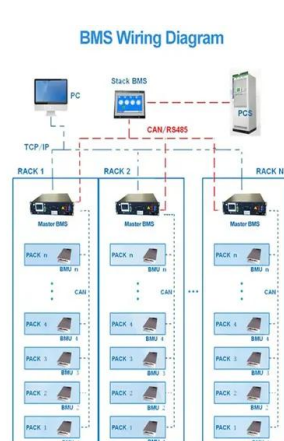 BMS Wiring Diagram
Stack BMS
PC
PCS
CAN/RS485
TCP/IP
RACK 1 RACK 2 RACK N
Master BMS Master BMS Master BMS
PACK n PACK n PACK n
BMU n BMU n BMU n
CAN CAN CAN
PACK 4 PACK 4 PACK 4
BMU 4 BMU 4 BMU 4
PACK 3 PACK 3 PACK 3
BMU 3 BMU 3 BMU 3
PACK 2 PACK 2 PACK 2
BMU 2 BMU 2 BMU 2
PACK 1 PACK 1 PACK 1